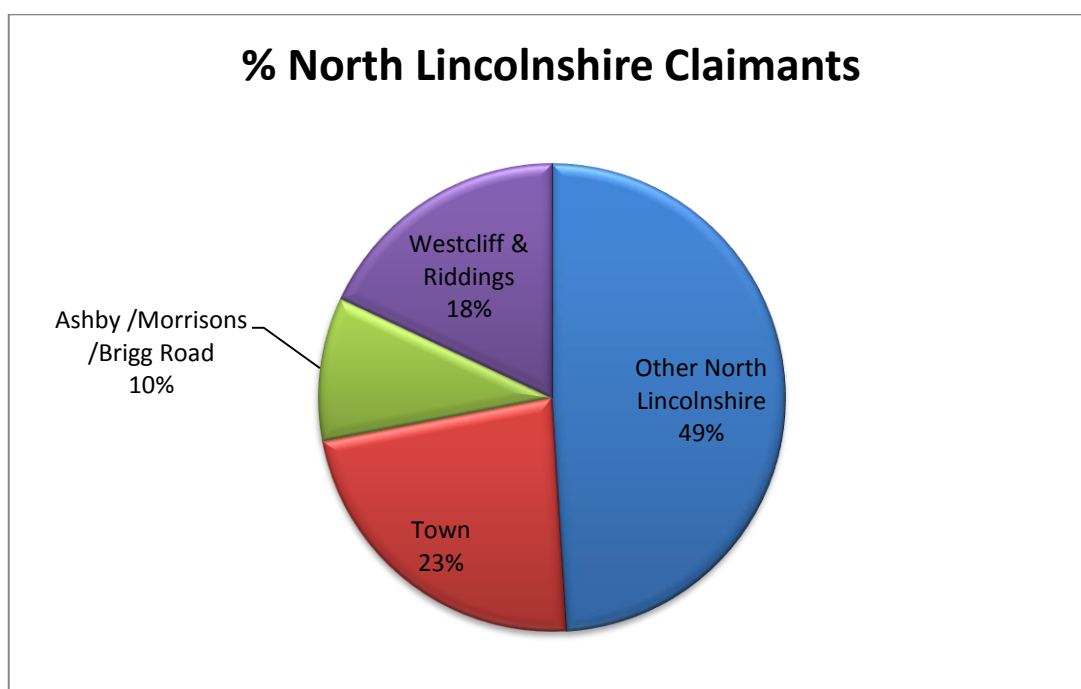 % North Lincolnshire Claimants
Westcliff &
Riddings
18%
Ashby /Morrisons
/Brigg Road
10%
Other North
Lincolnshire
49%
Town
23%